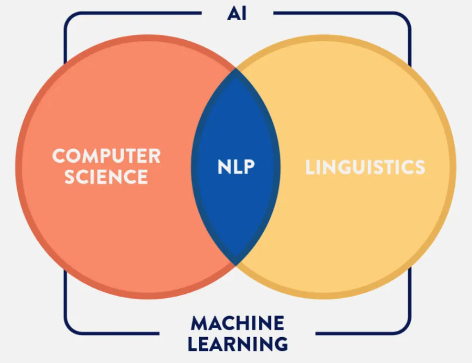 AI
COMPUTER
SCIENCE
NLP
LINGUISTICS
MACHINE
LEARNING